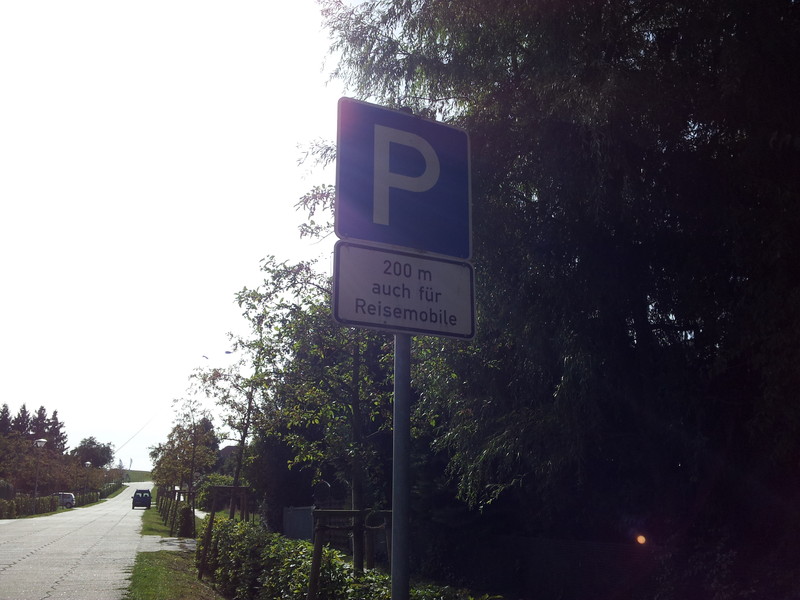 P
200 m
auch für
Reisemobile